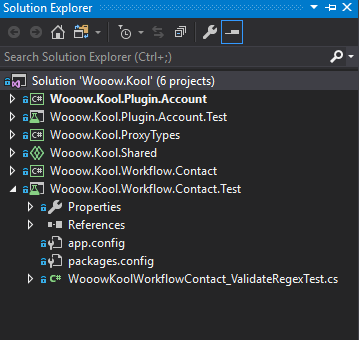 Solution Explorer
Search Solution Explorer (Ctrl+;)
Solution 'Wooow.Kool' (6 projects)
C# Wooow.Kool.Plugin.Account
Wooow.Kool.Plugin.Account.Test
C# Wooow.Kool.ProxyTypes
Wooow.Kool.Shared
C# Wooow.Kool.Workflow.Contact
Wooow.Kool.Workflow.Contact.Test
Properties
References
app.config
packages.config
C# WooowKoolWorkflowContact_ValidateRegexTest.cs